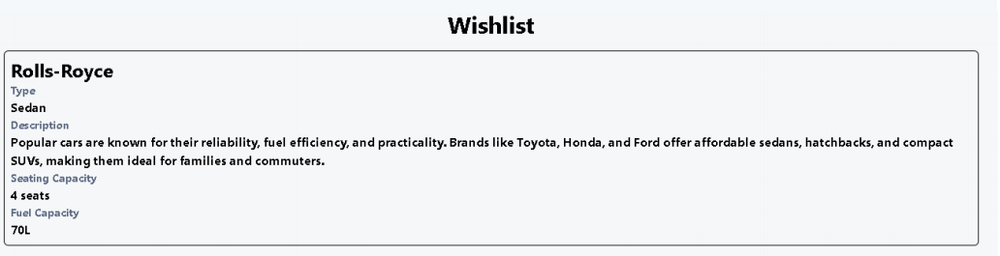 Wishlist
Rolls-Royce
Type
Sedan
Description
Popular cars are known for their reliability, fuel efficiency, and practicality. Brands like Toyota, Honda, and Ford offer affordable sedans, hatchbacks, and compact
SUVs, making them ideal for families and commuters.
Seating Capacity
4 seats
Fuel Capacity
70L